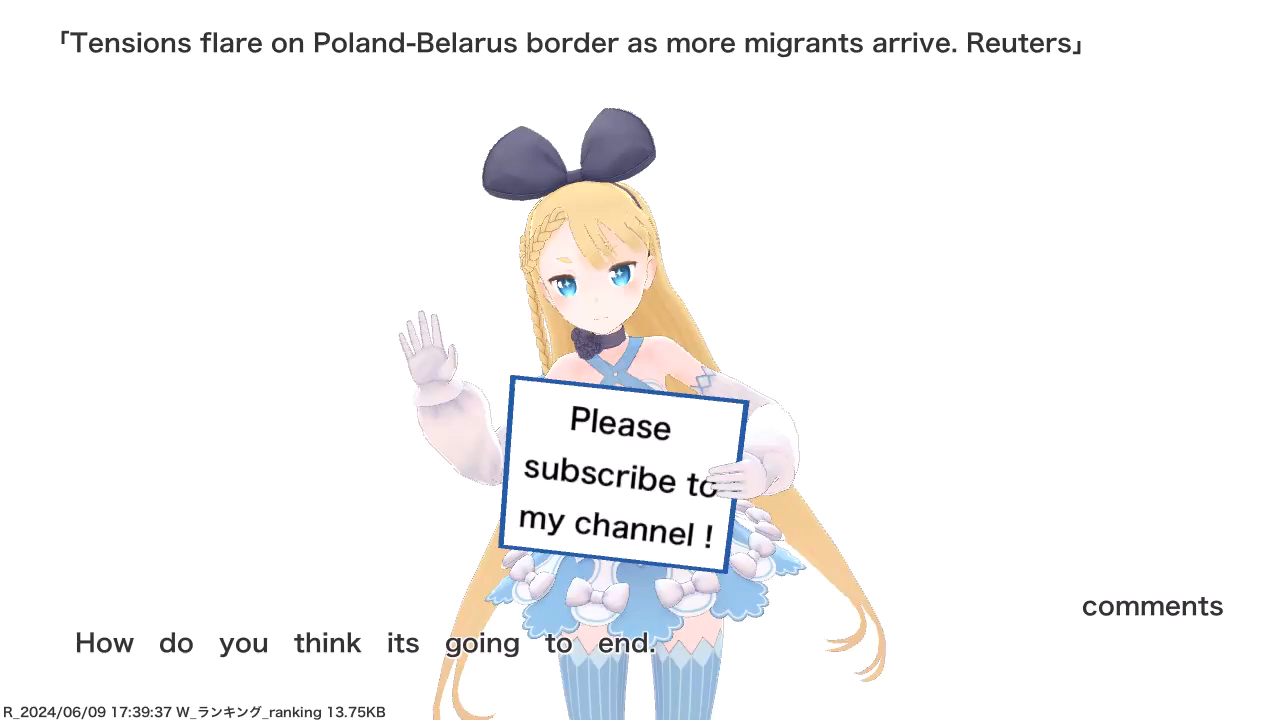 「Tensions flare on Poland-Belarus border as more migrants arrive. Reuters」
Please
subscribe to
my channel !
comments
How do you think its going to end.
R_2024/06/09 17:39:37 W_ランキング_ranking 13.75KB